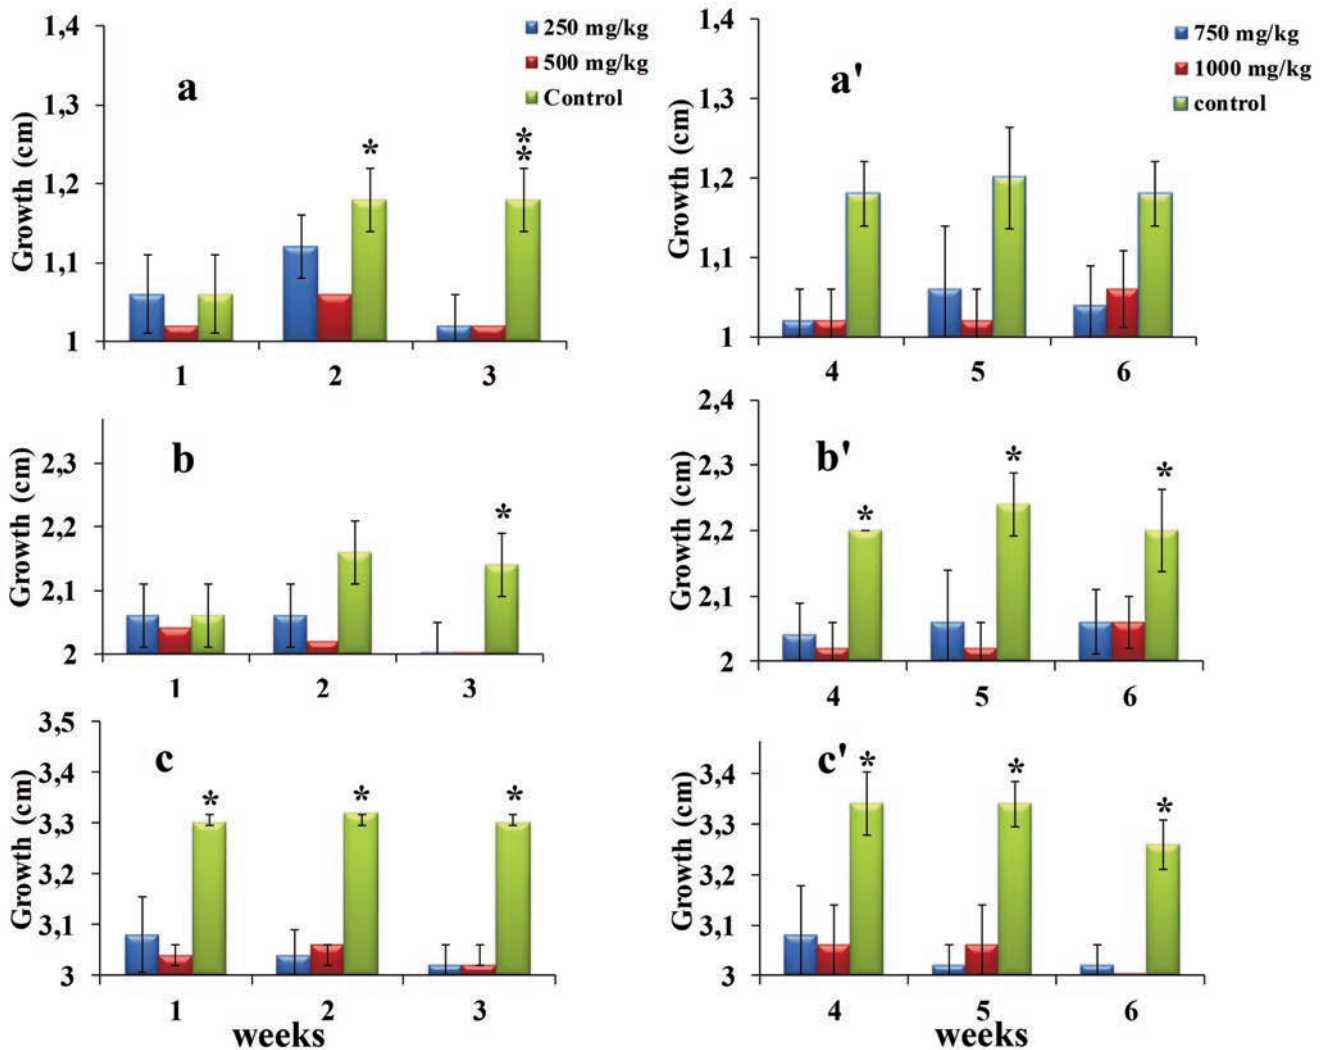 1,4
1,3
1,2
1,1
1
Growth (cm)
a
250 mg/kg
500 mg/kg
Control
*
*
*
1 2 3
1,4
1,3
1,2
1,1
1
Growth (cm)
a'
750 mg/kg
1000 mg/kg
control
4 5 6
2,3
2,2
2,1
2
Growth (cm)
b
*
1 2 3
2,4
2,3
2,2
2,1
2
Growth (cm)
b'
* * *
4 5 6
3,5
3,4
3,3
3,2
3,1
3
Growth (cm)
c
* * *
1 2 3
weeks
3,4
3,3
3,2
3,1
3
Growth (cm)
c'
* * *
4 5 6
weeks